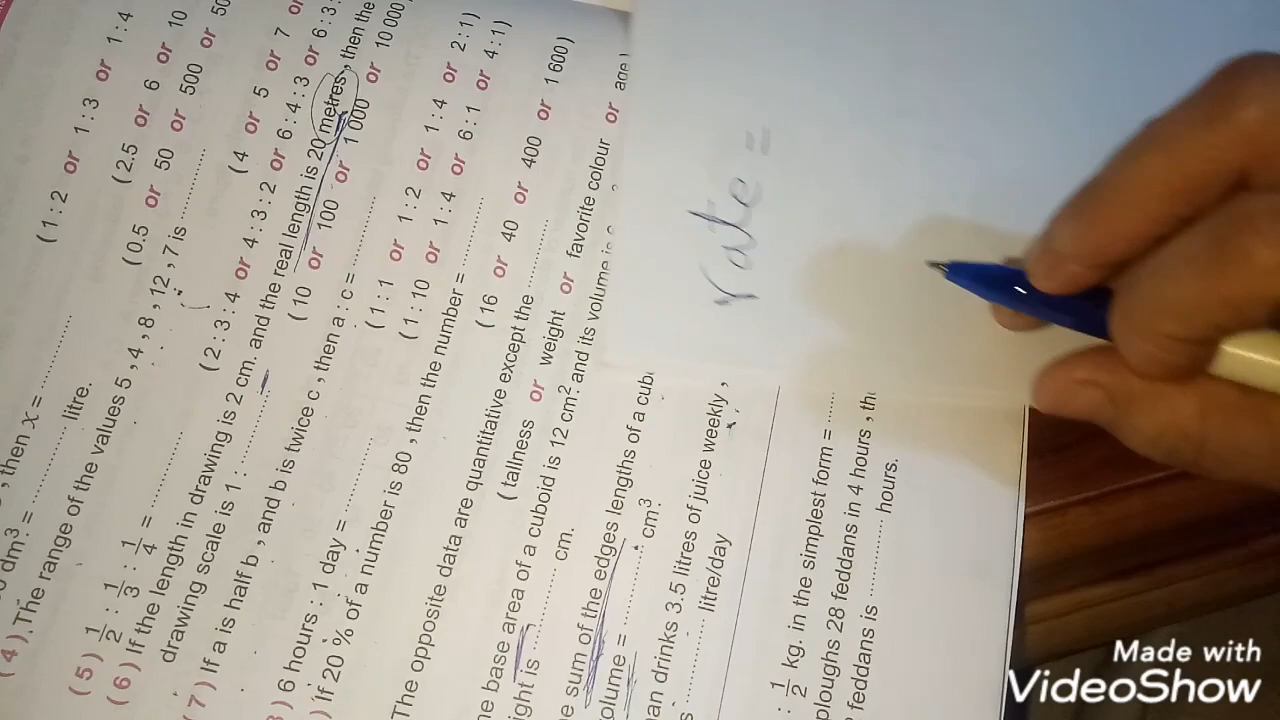 (1 : 2 or 1 : 3 or 1 : 4
dm³ = .......... litre.
, then x = ..........
(2.5 or 6 or 10
(4). The range of the values 5 , 4 , 8 , 12 , 7 is ..........
(0.5 or 50 or 500 or 50
(4 or 5 or 7 or
(5) 1/2 : 1/3 : 1/4 = ..........
(2 : 3 : 4 or 4 : 3 : 2 or 6 : 4 : 3 or 6 : 3 :
(6) If the length in drawing is 2 cm. and the real length is 20 metres , then the
drawing scale is 1 : ..........
(10 or 100 or 1 000 or 10 000
(7) If a is half b , and b is twice c , then a : c = ..........
(1 : 1 or 1 : 2 or 1 : 4 or 2 : 1)
) 6 hours : 1 day = ..........
(1 : 10 or 1 : 4 or 6 : 1 or 4 : 1)
) If 20 % of a number is 80 , then the number = ..........
(16 or 40 or 400 or 1 600)
The opposite data are quantitative except the ..........
(tallness or weight or favorite colour or age)
base area of a cuboid is 12 cm² and its volume is
is .......... cm.
sum of the edges lengths of a
= .......... cm³.
drinks 3.5 litres of juice weekly ,
.......... litre/day
rate =
: 1/2 kg. in the simplest form = ..........
ploughs 28 feddans in 4 hours ,
feddans is .......... hours.
Made with
VideoShow